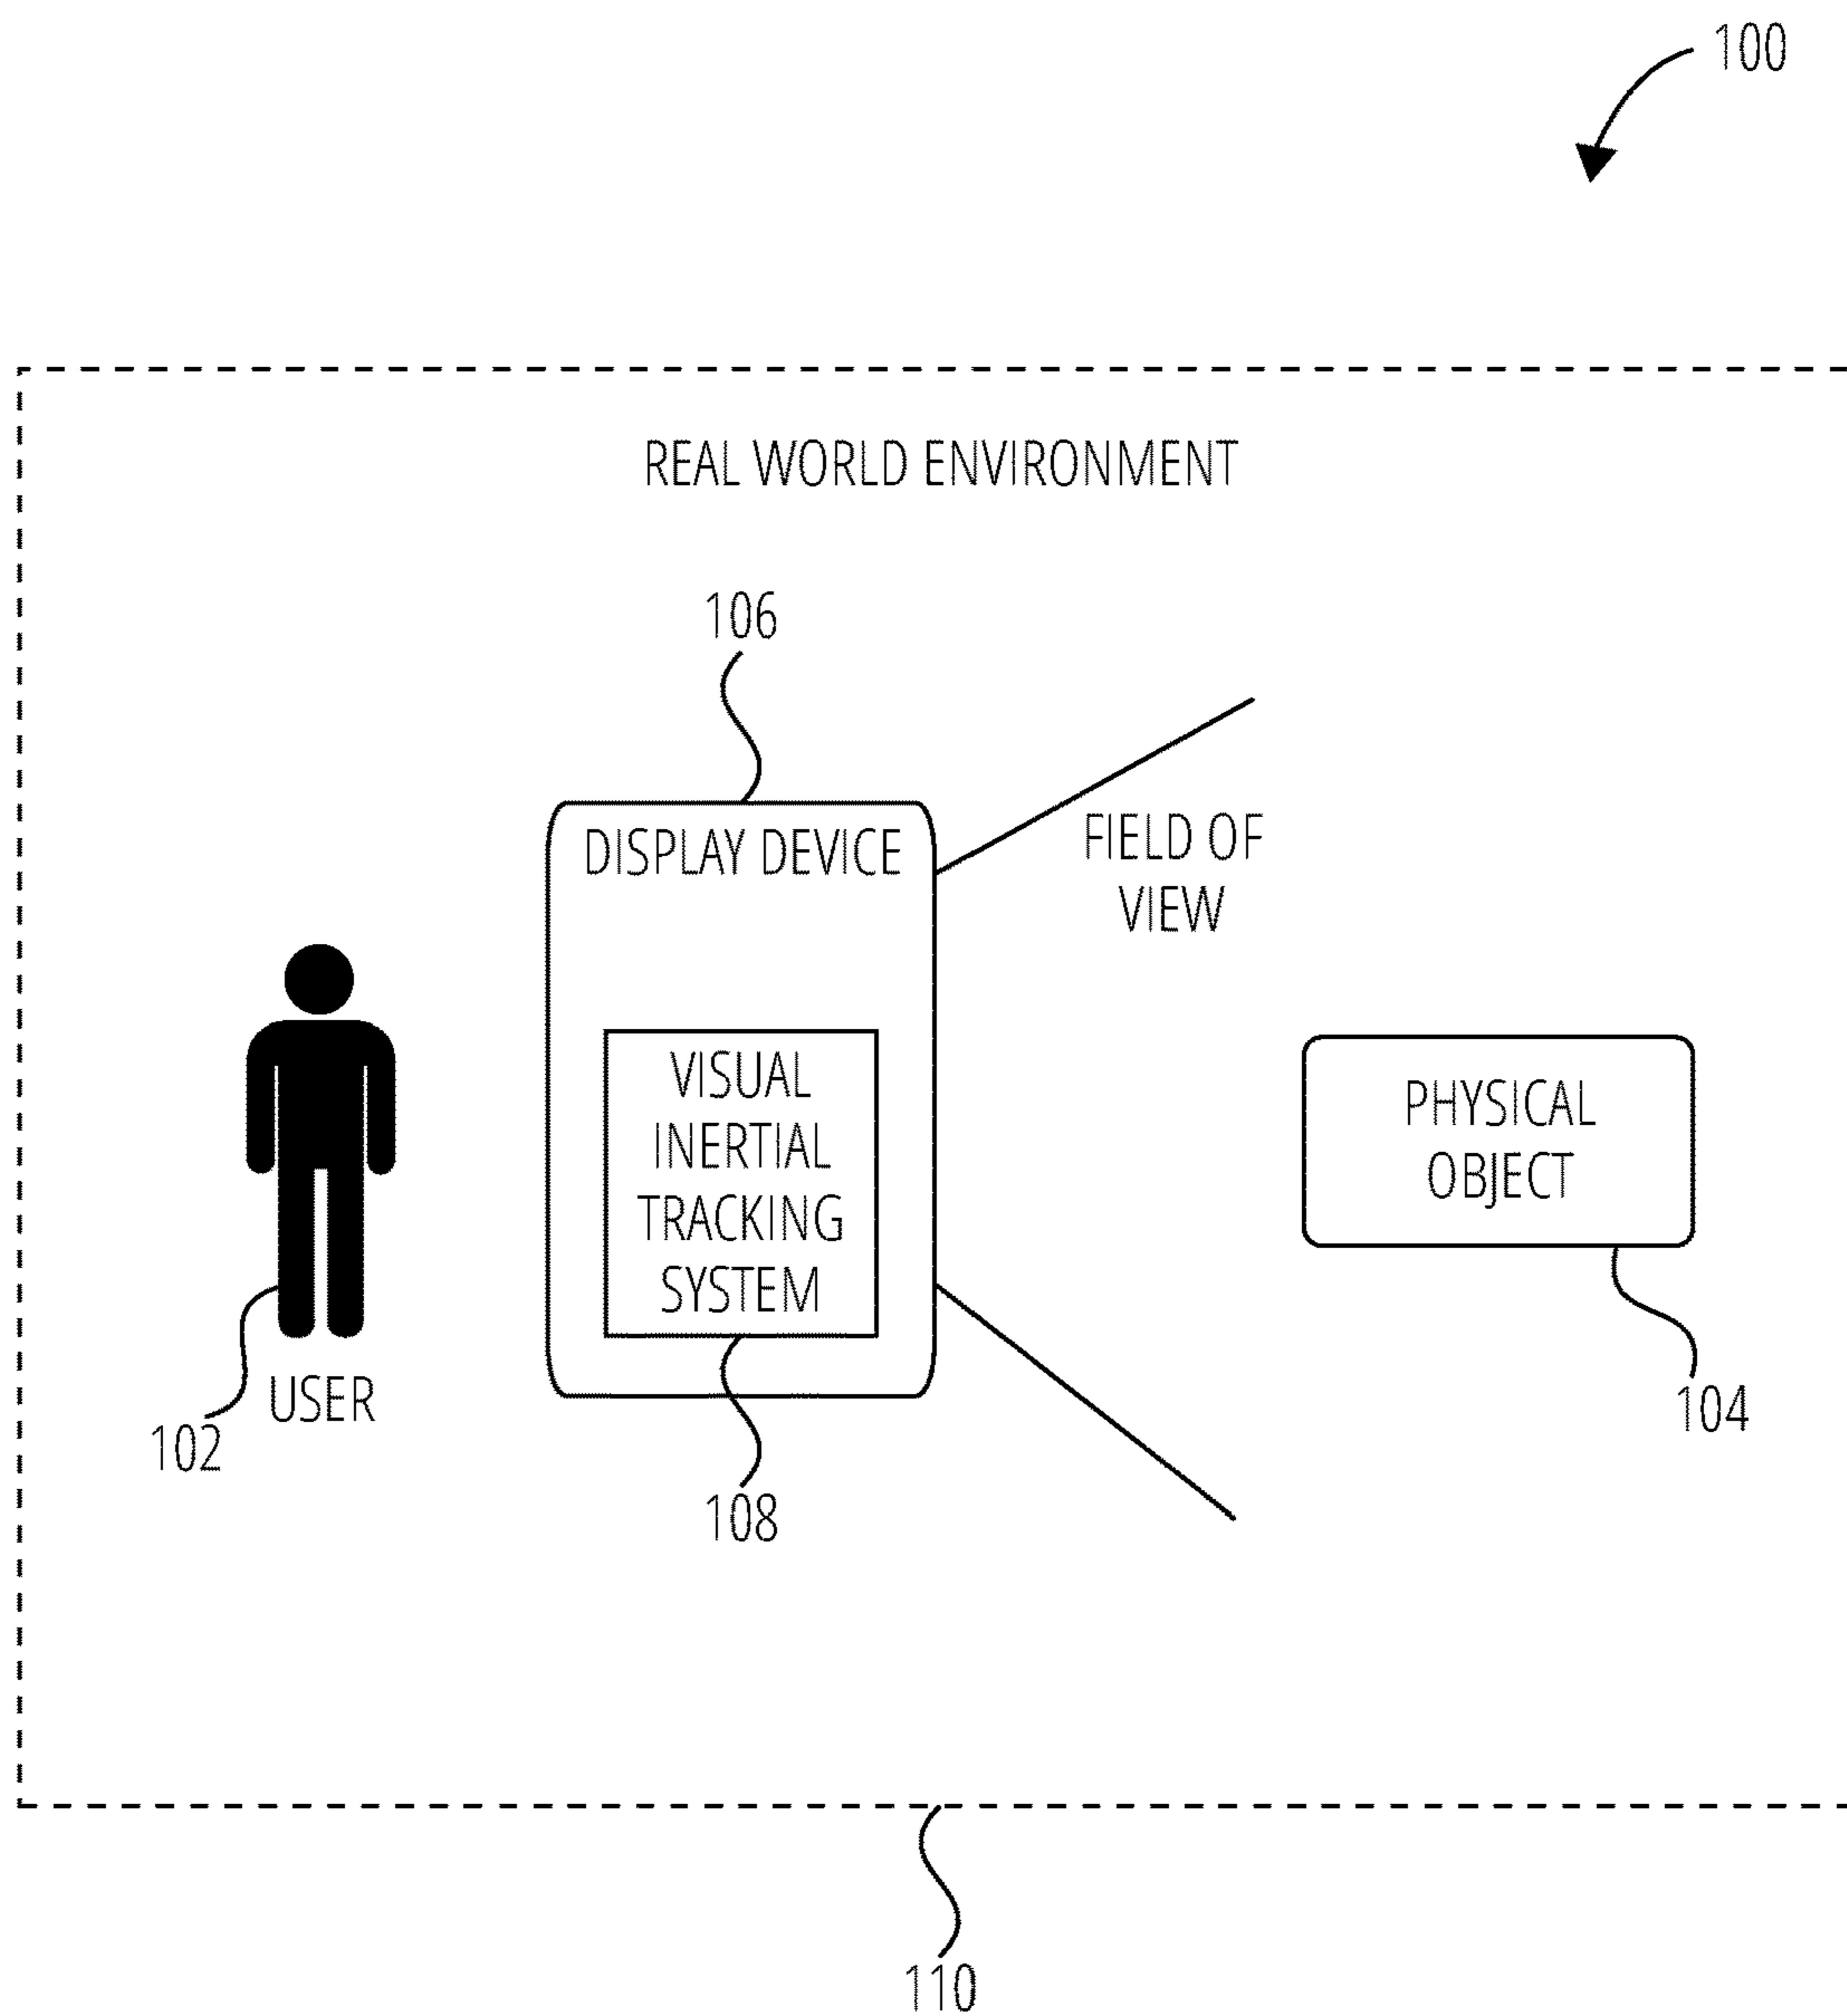 100
REAL WORLD ENVIRONMENT
106
DISPLAY DEVICE
FIELD OF
VIEW
VISUAL
INERTIAL
TRACKING
SYSTEM
PHYSICAL
OBJECT
USER
102
104
108
110